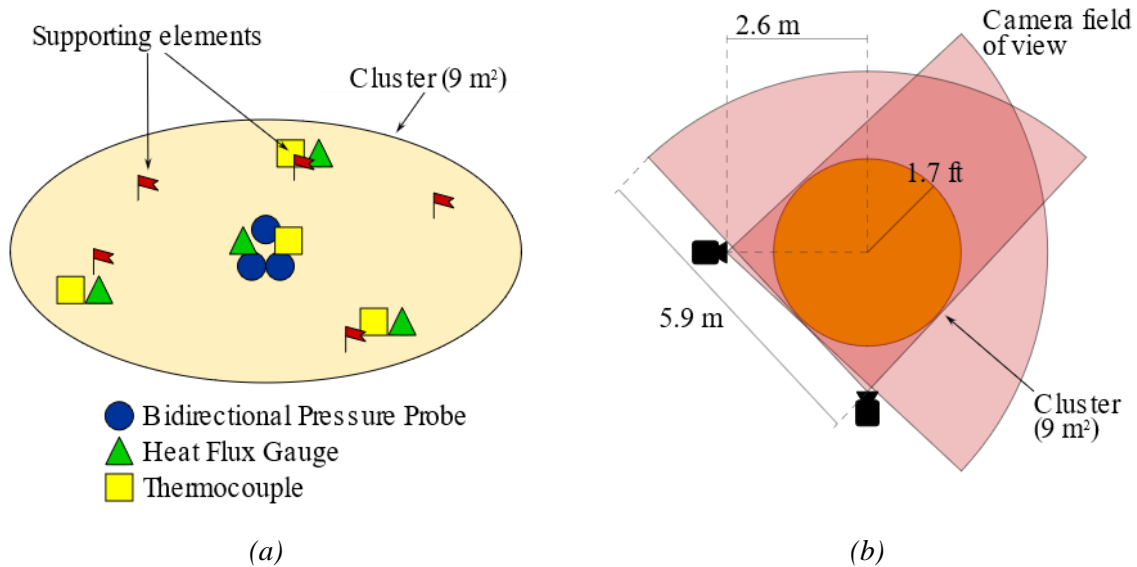 Supporting elements
Cluster (9 m²)
Bidirectional Pressure Probe
Heat Flux Gauge
Thermocouple
(a)
2.6 m
Camera field
of view
1.7 ft
5.9 m
Cluster
(9 m²)
(b)